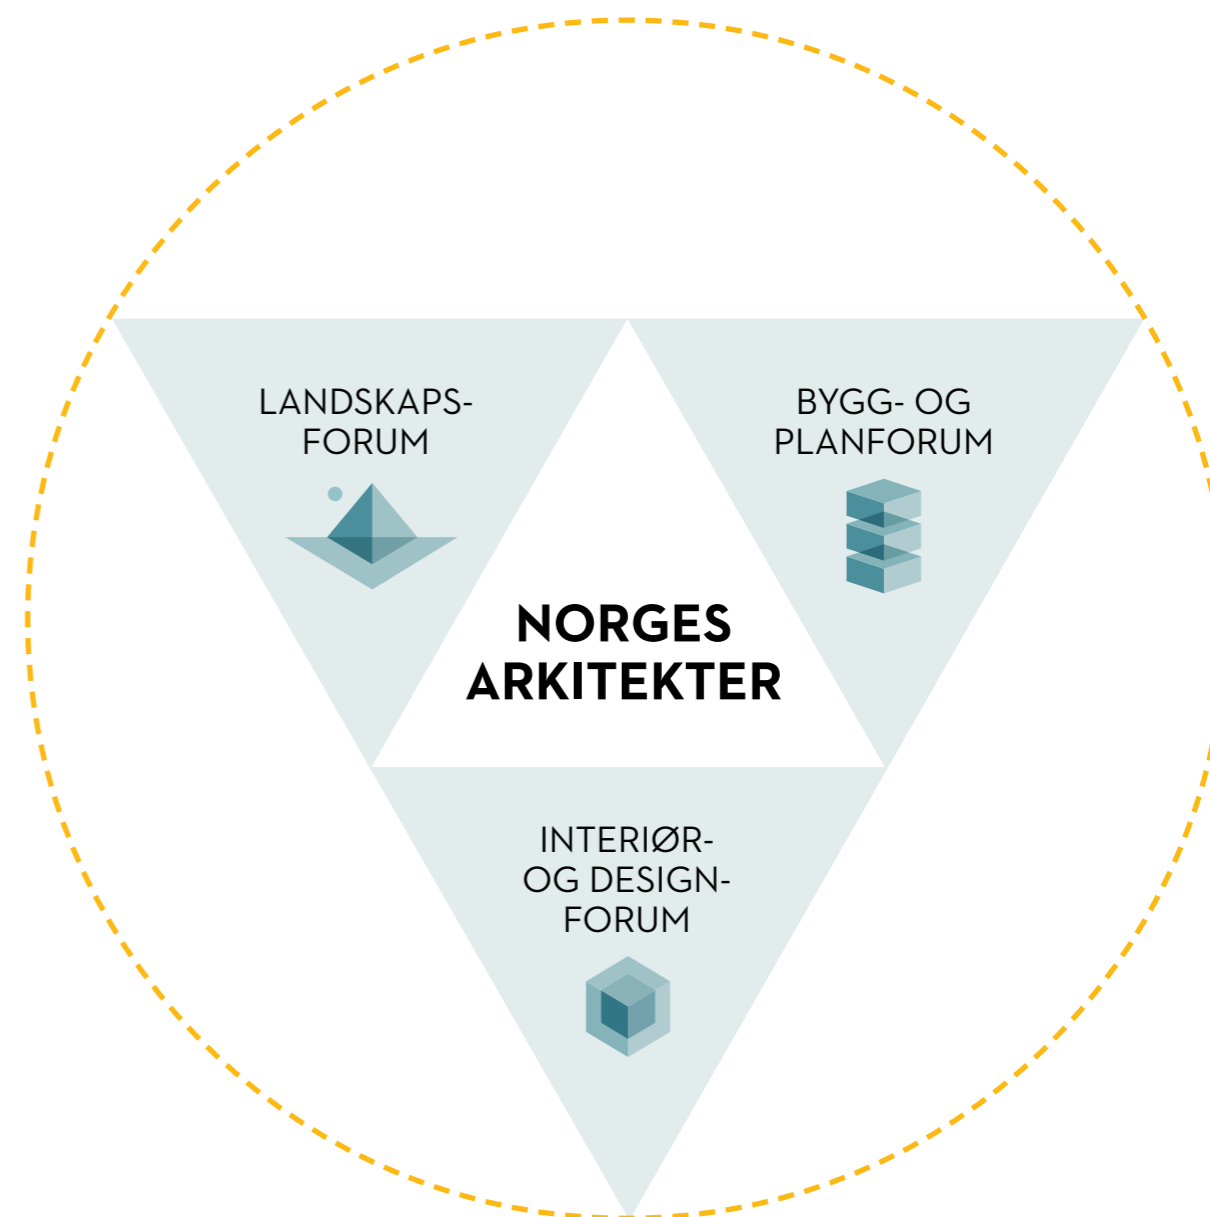 LANDSKAPS-
FORUM
BYGG- OG
PLANFORUM
NORGES
ARKITEKTER
INTERIØR-
OG DESIGN-
FORUM